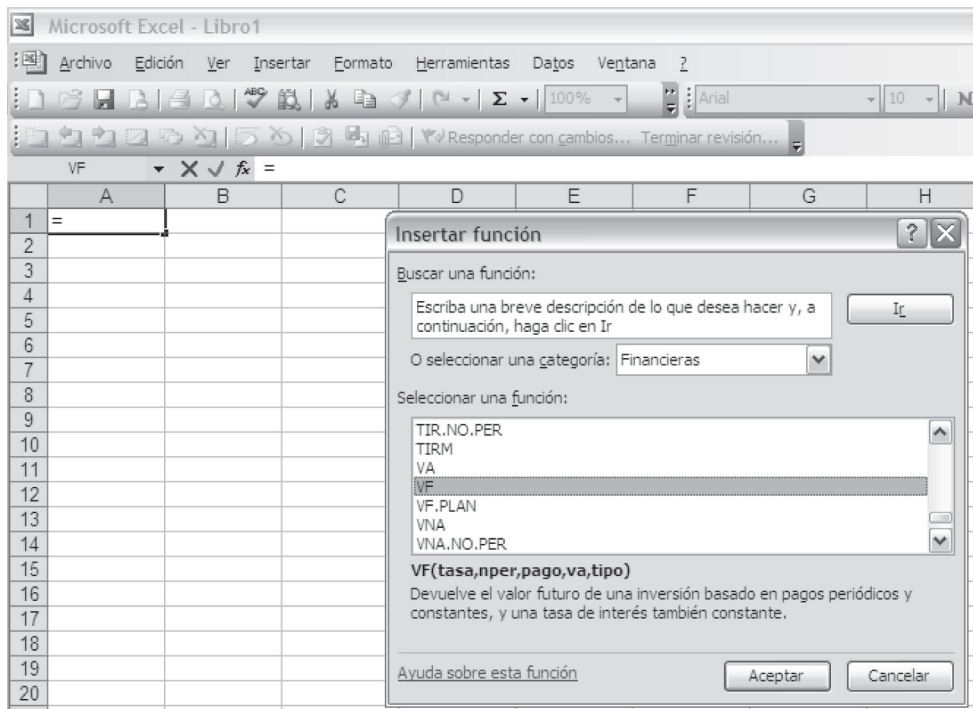 Microsoft Excel - Libro1
Archivo Edición Ver Insertar Formato Herramientas Datos Ventana ?
ABC Σ 100% Arial 10 N
Responder con cambios... Terminar revisión...
VF fx =
A B C D E F G H
1 =
2
3
4
5
6
7
8
9
10
11
12
13
14
15
16
17
18
19
20
Insertar función
Buscar una función:
Escriba una breve descripción de lo que desea hacer y, a
continuación, haga clic en Ir
Ir
O seleccionar una categoría: Financieras
Seleccionar una función:
TIR.NO.PER
TIRM
VA
VF
VF.PLAN
VNA
VNA.NO.PER
VF(tasa,nper,pago,va,tipo)
Devuelve el valor futuro de una inversión basado en pagos periódicos y
constantes, y una tasa de interés también constante.
Ayuda sobre esta función
Aceptar Cancelar